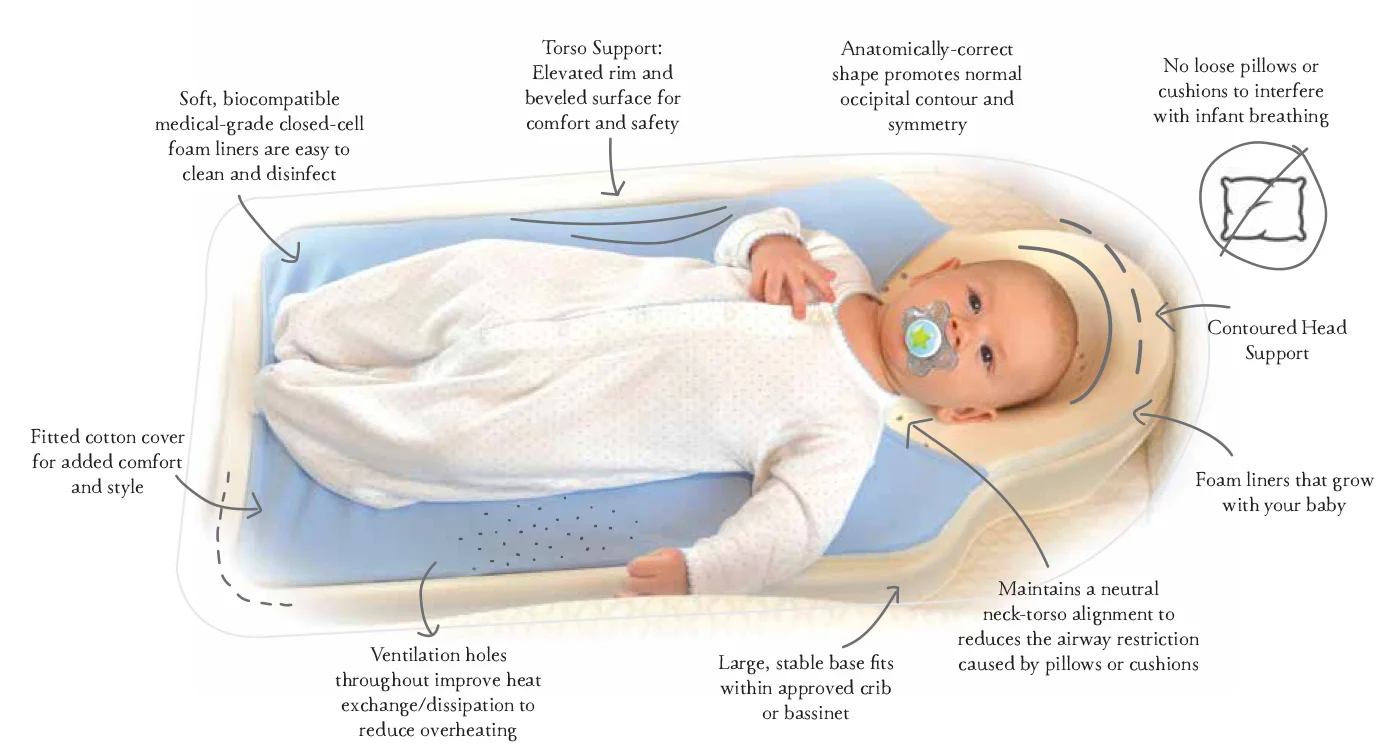 Soft, biocompatible
medical-grade closed-cell
foam liners are easy to
clean and disinfect
Torso Support:
Elevated rim and
beveled surface for
comfort and safety
Anatomically-correct
shape promotes normal
occipital contour and
symmetry
No loose pillows or
cushions to interfere
with infant breathing
Contoured Head
Support
Fitted cotton cover
for added comfort
and style
Foam liners that grow
with your baby
Ventilation holes
throughout improve heat
exchange/dissipation to
reduce overheating
Large, stable base fits
within approved crib
or bassinet
Maintains a neutral
neck-torso alignment to
reduces the airway restriction
caused by pillows or cushions